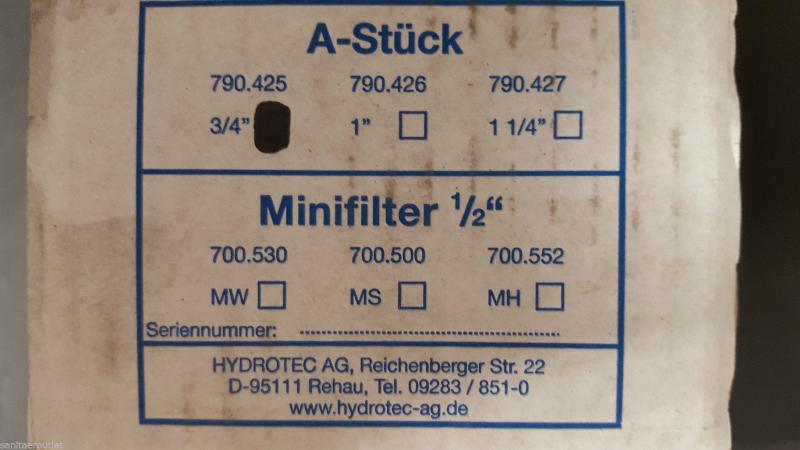 A-Stück
790.425 790.426 790.427
3/4” 1” 1 1/4”
Minifilter ½“
700.530 700.500 700.552
MW MS MH
Seriennummer: ........................................................
HYDROTEC AG, Reichenberger Str. 22
D-95111 Rehau, Tel. 09283 / 851-0
www.hydrotec-ag.de
sanitaeroutlet